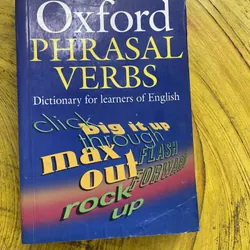 Oxford
PHRASAL
VERBS
Dictionary for learners of English
click
big it up
through
max
out
FLASH
FORWARD
rock
up